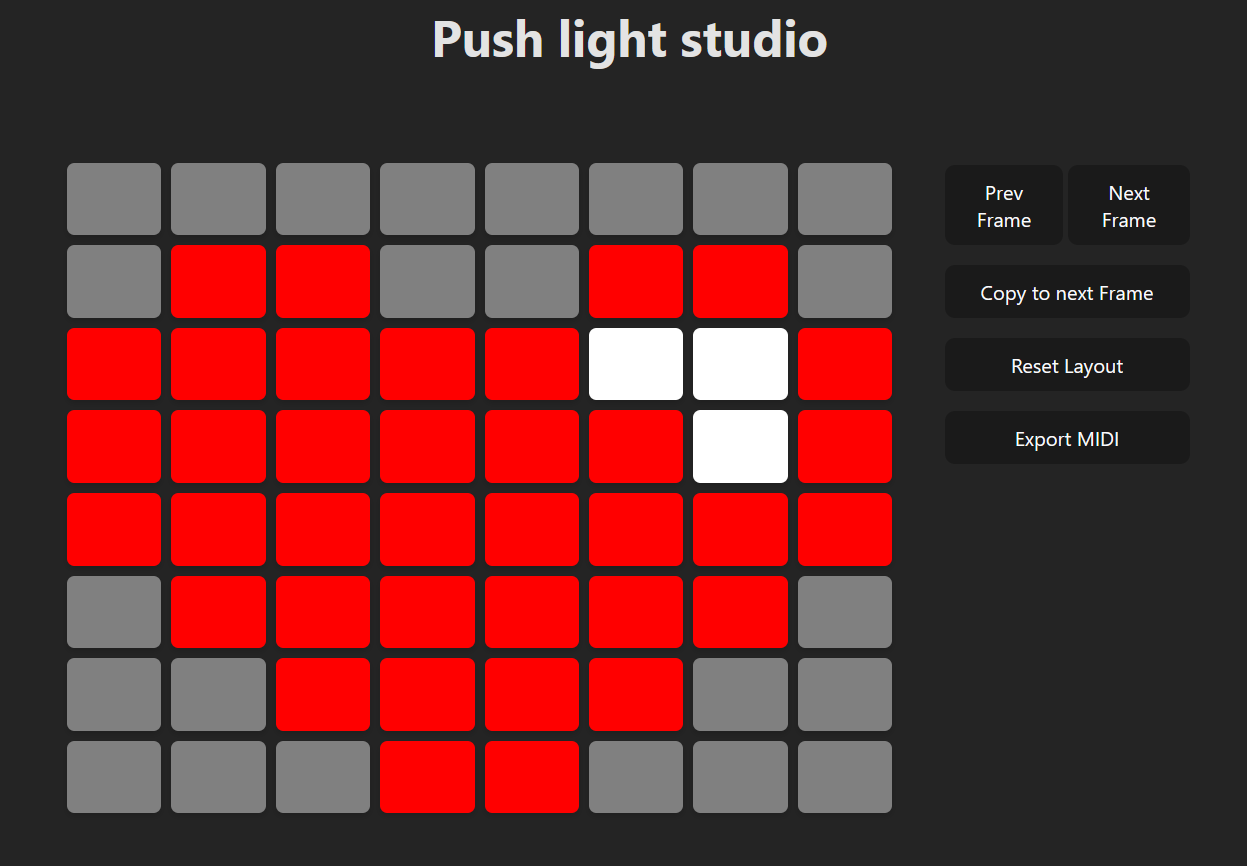 Push light studio
Prev
Frame
Next
Frame
Copy to next Frame
Reset Layout
Export MIDI